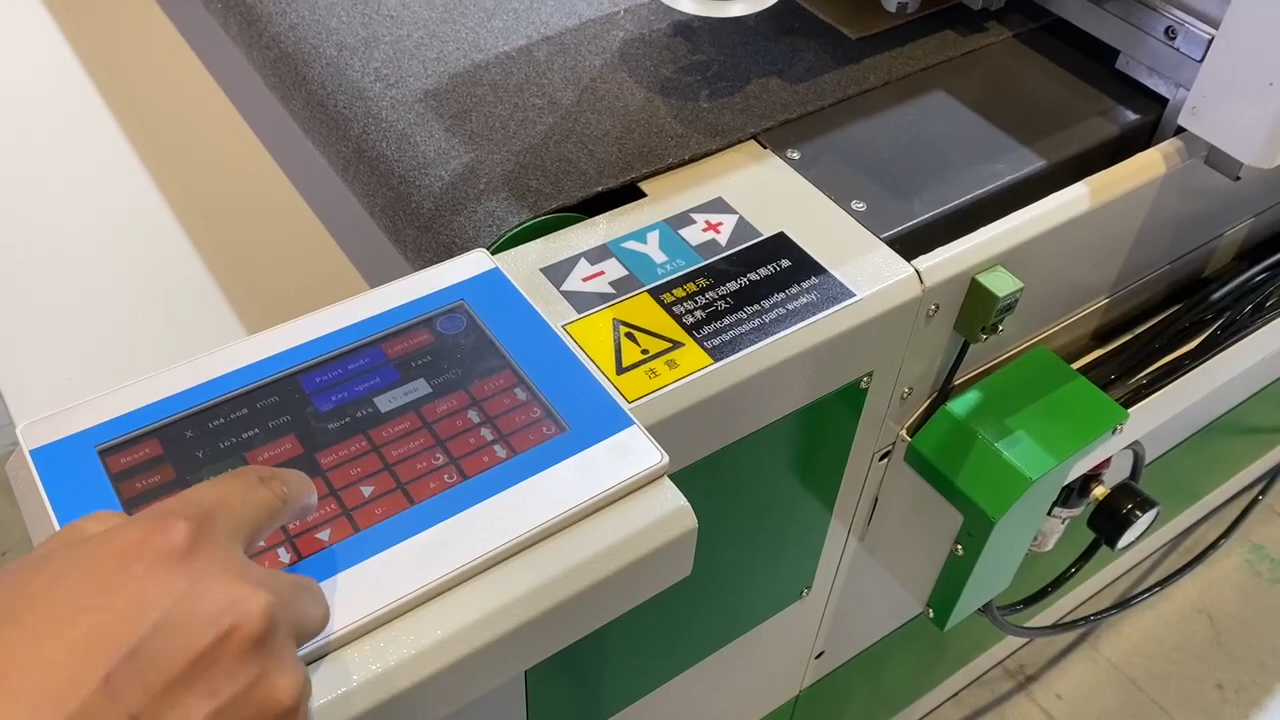 − Y +
AXIS
温馨提示:
导轨及传动部分每周打油
保养一次!
Lubricating the guide rail and
transmission parts weekly!
注 意
Point mode Continue
Key speed Fast
X: 104.660 mm
Move dis 15.000 mm(°)
Y: 163.004 mm
Reset adsorb GoLocate Clamp pull file
Stop U+ Border D D
XY posit A+ B C+
U- A- B C